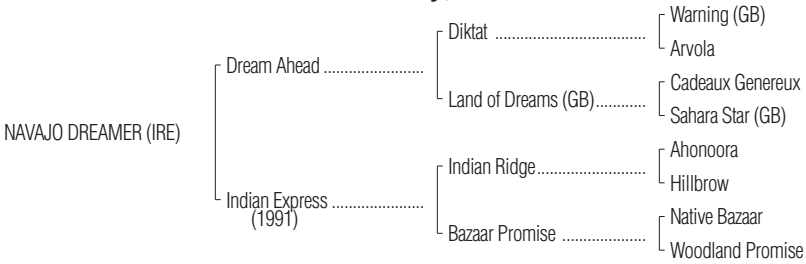 Warning (GB)
Diktat ....................................
Arvola
Dream Ahead ........................
Cadeaux Genereux
Land of Dreams (GB)............
Sahara Star (GB)
NAVAJO DREAMER (IRE)
Ahonoora
Indian Ridge..........................
Hillbrow
Indian Express ......................
(1991)
Native Bazaar
Bazaar Promise ....................
Woodland Promise